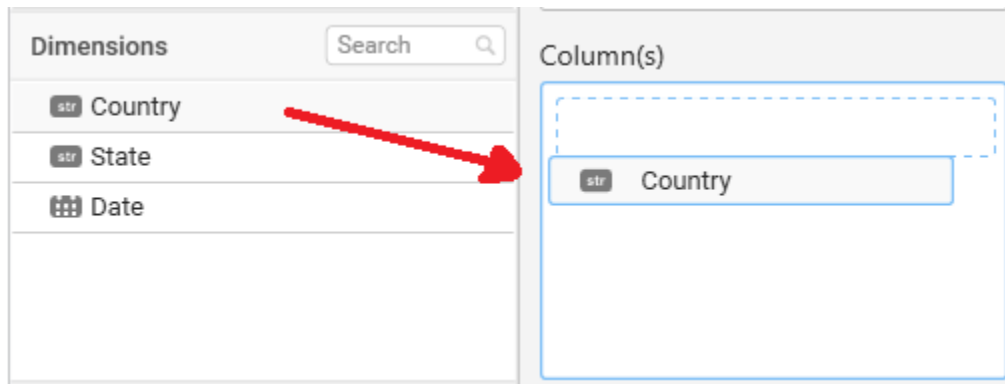 Dimensions
Search
str Country
str State
Date
Column(s)
str Country